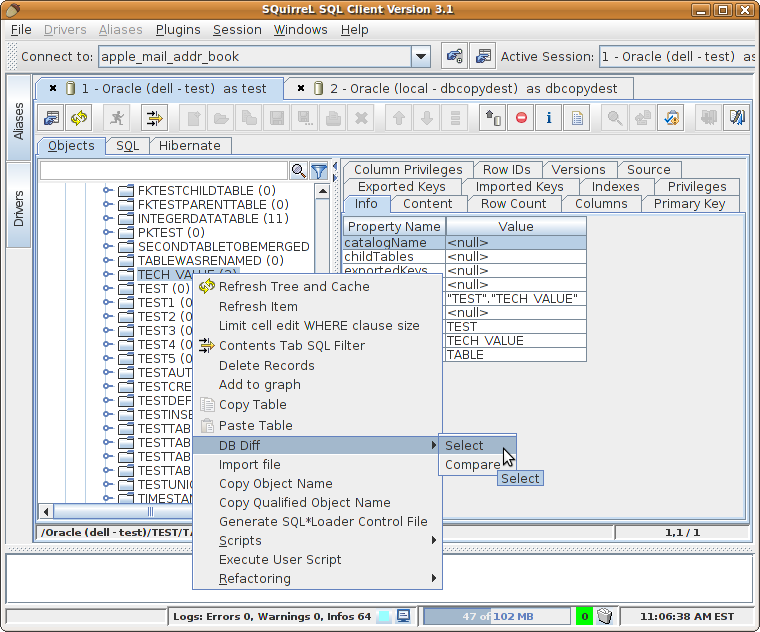 SQuirreL SQL Client Version 3.1
File Drivers Aliases Plugins Session Windows Help
Connect to: apple_mail_addr_book Active Session: 1 - Oracle (dell - test) as
1 - Oracle (dell - test) as test 2 - Oracle (local - dbcopydest) as dbcopydest
Aliases
Drivers
Objects SQL Hibernate
FKTESTCHILDTABLE (0)
FKTESTPARENTTABLE (0)
INTEGERDATATABLE (11)
PKTEST (0)
SECONDTABLETOBEMERGED
TABLEWASRENAMED (0)
TECH_VALUE (2)
TEST (0)
TEST1 (0
TEST2 (0
TEST3 (0
TEST4 (0
TEST5 (0
TESTAUT
TESTCRE
TESTDEF
TESTINSE
TESTTAB
TESTTAB
TESTTAB
TESTTAB
TESTUNIQ
TIMESTAM
Column Privileges Row IDs Versions Source
Exported Keys Imported Keys Indexes Privileges
Info Content Row Count Columns Primary Key
Property Name Value
catalogName <null>
childTables <null>
exportedKeys <null>
<null>
"TEST"."TECH_VALUE"
<null>
TEST
TECH_VALUE
TABLE
Refresh Tree and Cache
Refresh Item
Limit cell edit WHERE clause size
Contents Tab SQL Filter
Delete Records
Add to graph
Copy Table
Paste Table
DB Diff
Import file
Copy Object Name
Copy Qualified Object Name
Generate SQL*Loader Control File
Scripts
Execute User Script
Refactoring
Select
Compare
Select
/Oracle (dell - test)/TEST/TA 1,1 / 1
Logs: Errors 0, Warnings 0, Infos 64 47 of 102 MB 0 11:06:38 AM EST